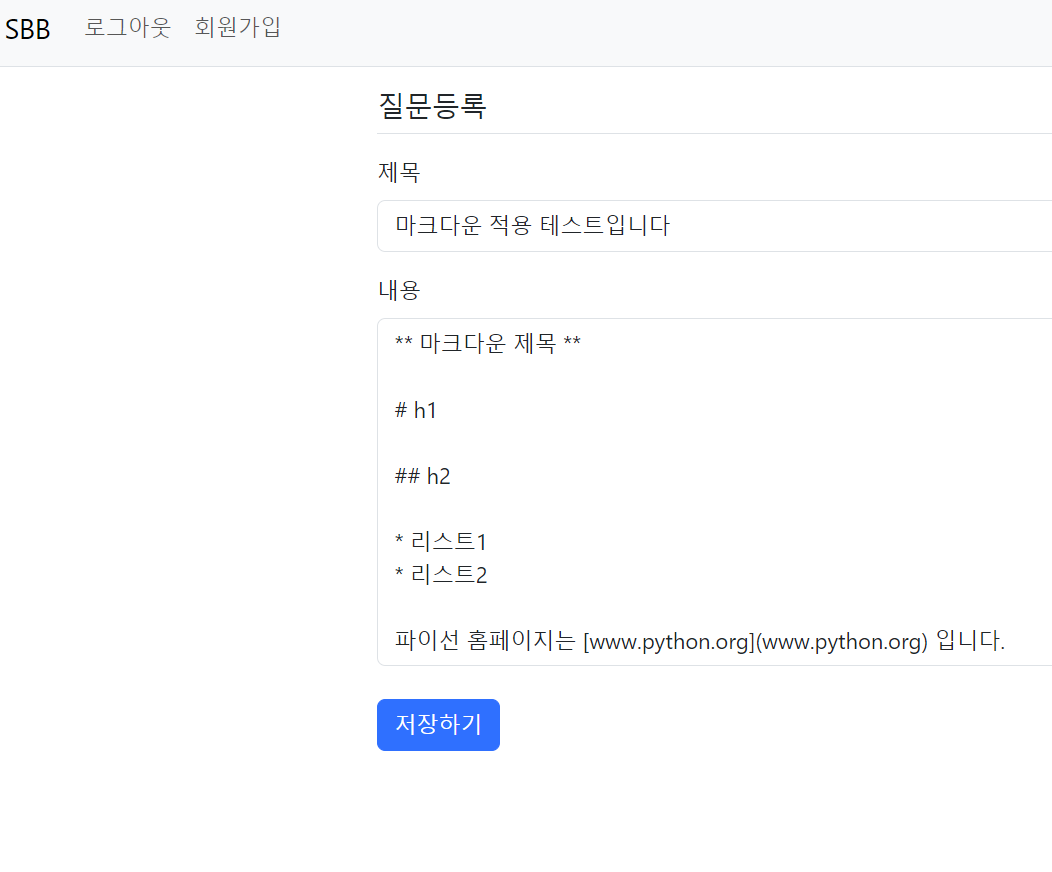 SBB 로그아웃 회원가입
질문등록
제목
마크다운 적용 테스트입니다
내용
** 마크다운 제목 **
# h1
## h2
* 리스트1
* 리스트2
파이선 홈페이지는 [www.python.org](www.python.org) 입니다.
저장하기